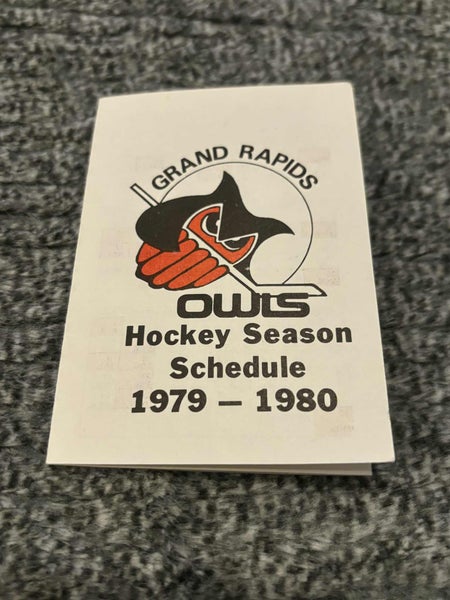 GRAND RAPIDS
OWLS
Hockey Season
Schedule
1979 – 1980